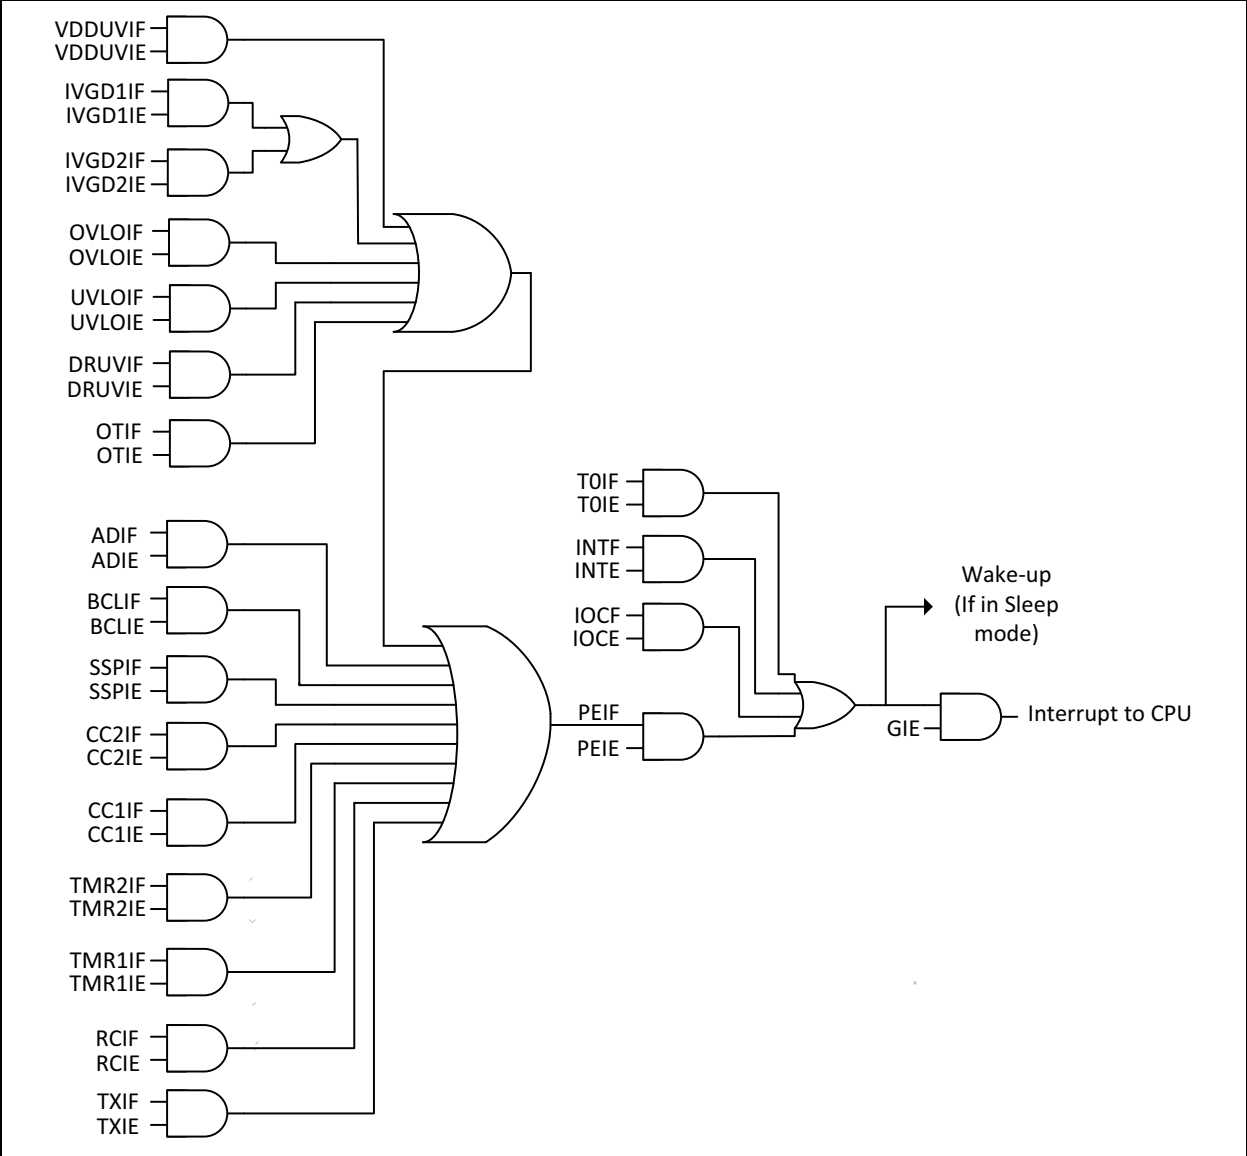 VDDUVIF
VDDUVIE
IVGD1IF
IVGD1IE
IVGD2IF
IVGD2IE
OVLOIF
OVLOIE
UVLOIF
UVLOIE
DRUVIF
DRUVIE
OTIF
OTIE
ADIF
ADIE
BCLIF
BCLIE
SSPIF
SSPIE
CC2IF
CC2IE
CC1IF
CC1IE
TMR2IF
TMR2IE
TMR1IF
TMR1IE
RCIF
RCIE
TXIF
TXIE
T0IF
T0IE
INTF
INTE
IOCF
IOCE
PEIF
PEIE
Wake-up
(If in Sleep
mode)
GIE
Interrupt to CPU